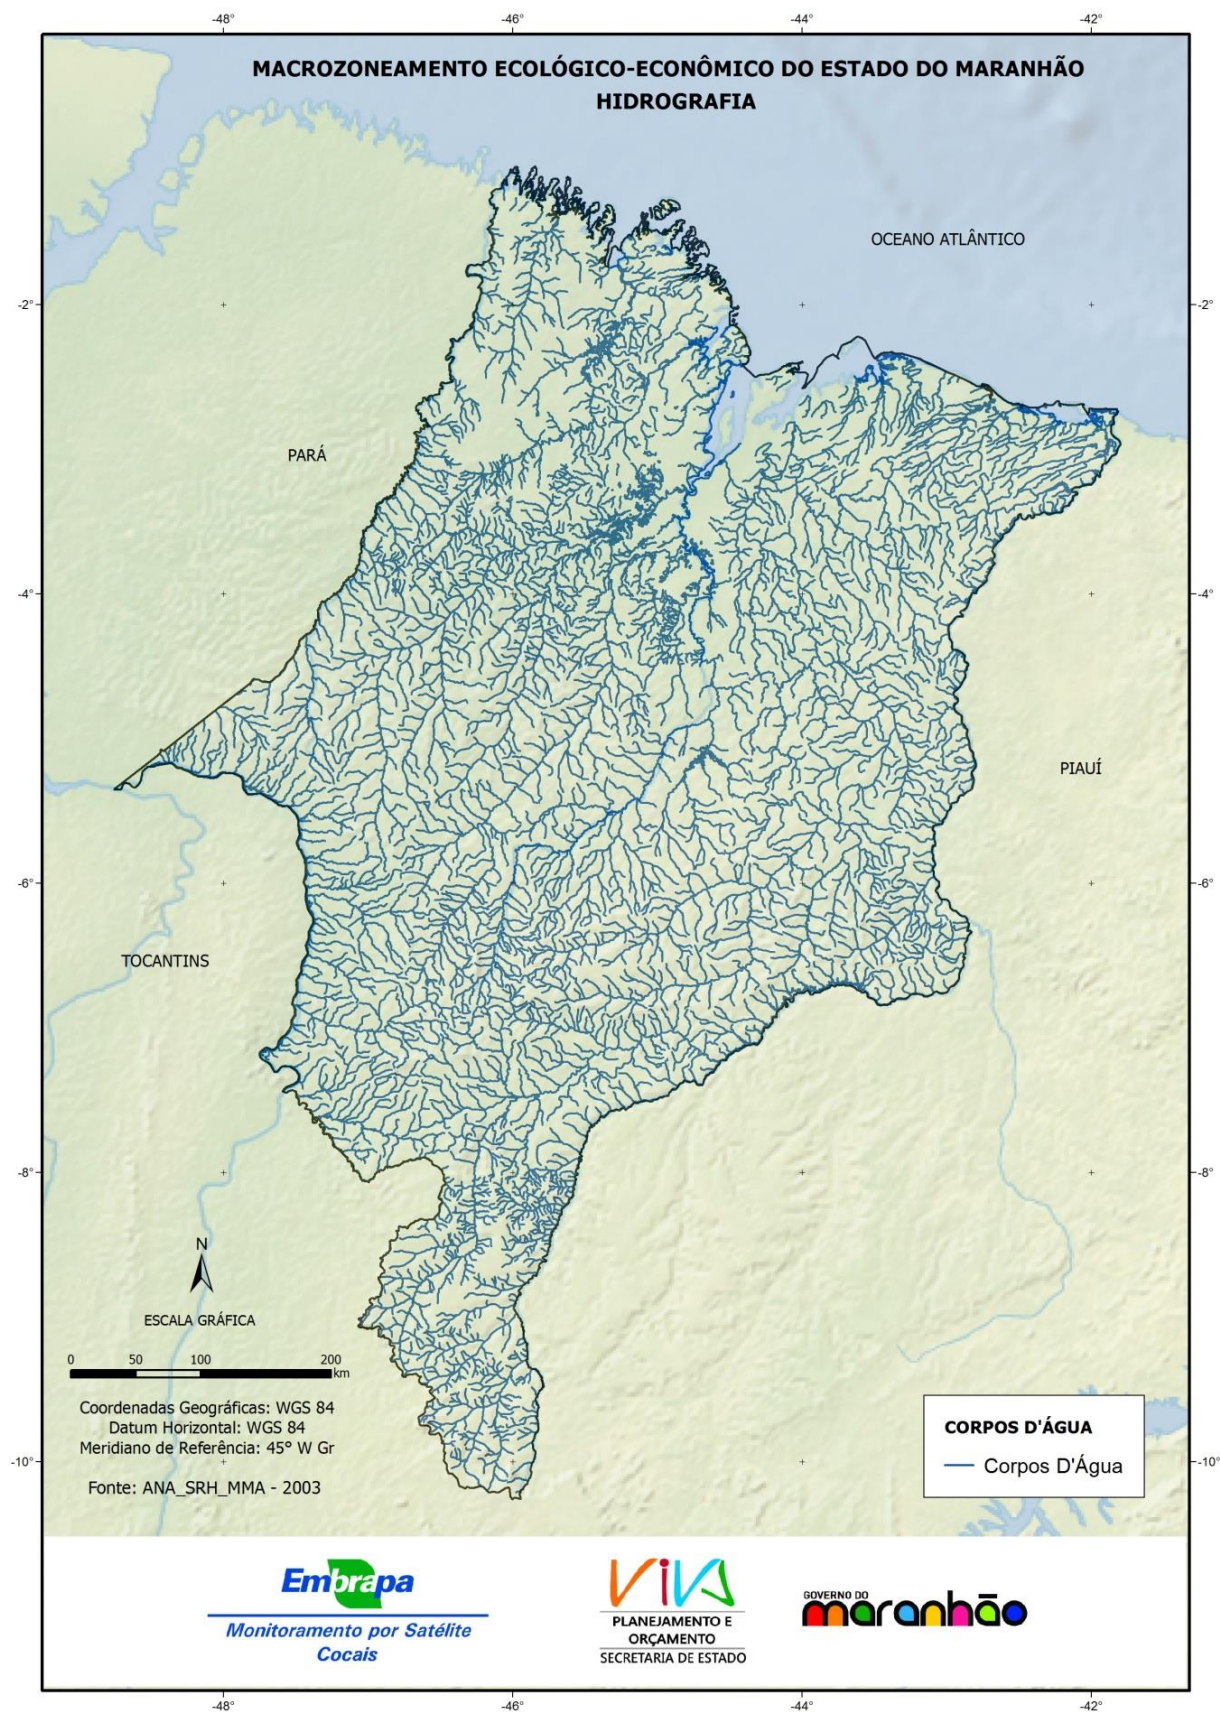 -48°
-46°
-44°
-42°
MACROZONEAMENTO ECOLÓGICO-ECONÔMICO DO ESTADO DO MARANHÃO
HIDROGRAFIA
OCEANO ATLÂNTICO
-2°
-2°
PARÁ
-4°
-4°
PIAUÍ
-6°
-6°
TOCANTINS
-8°
-8°
N
ESCALA GRÁFICA
0 50 100 200
km
Coordenadas Geográficas: WGS 84
Datum Horizontal: WGS 84
Meridiano de Referência: 45° W Gr
Fonte: ANA_SRH_MMA - 2003
CORPOS D'ÁGUA
Corpos D'Água
-10°
-10°
Embrapa
Monitoramento por Satélite
Cocais
VIVA
PLANEJAMENTO E
ORÇAMENTO
SECRETARIA DE ESTADO
GOVERNO DO
maranhão
-48°
-46°
-44°
-42°